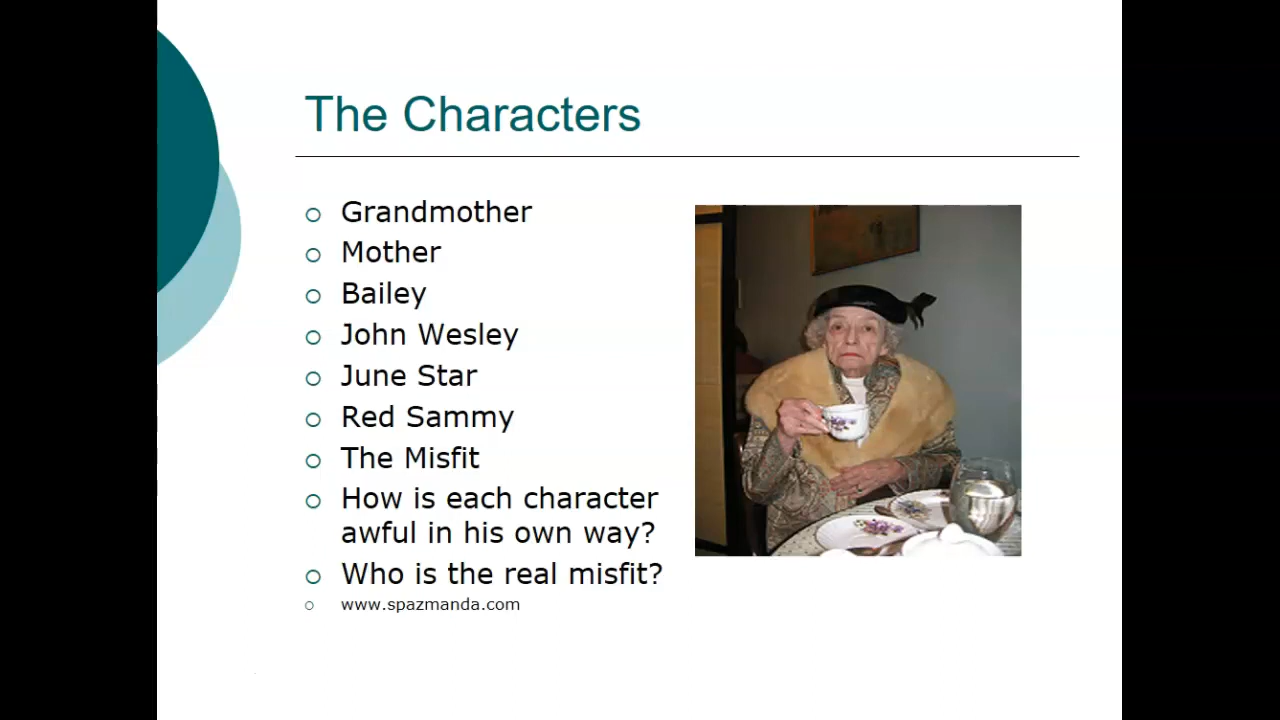 The Characters
Grandmother
Mother
Bailey
John Wesley
June Star
Red Sammy
The Misfit
How is each character
awful in his own way?
Who is the real misfit?
www.spazmanda.com